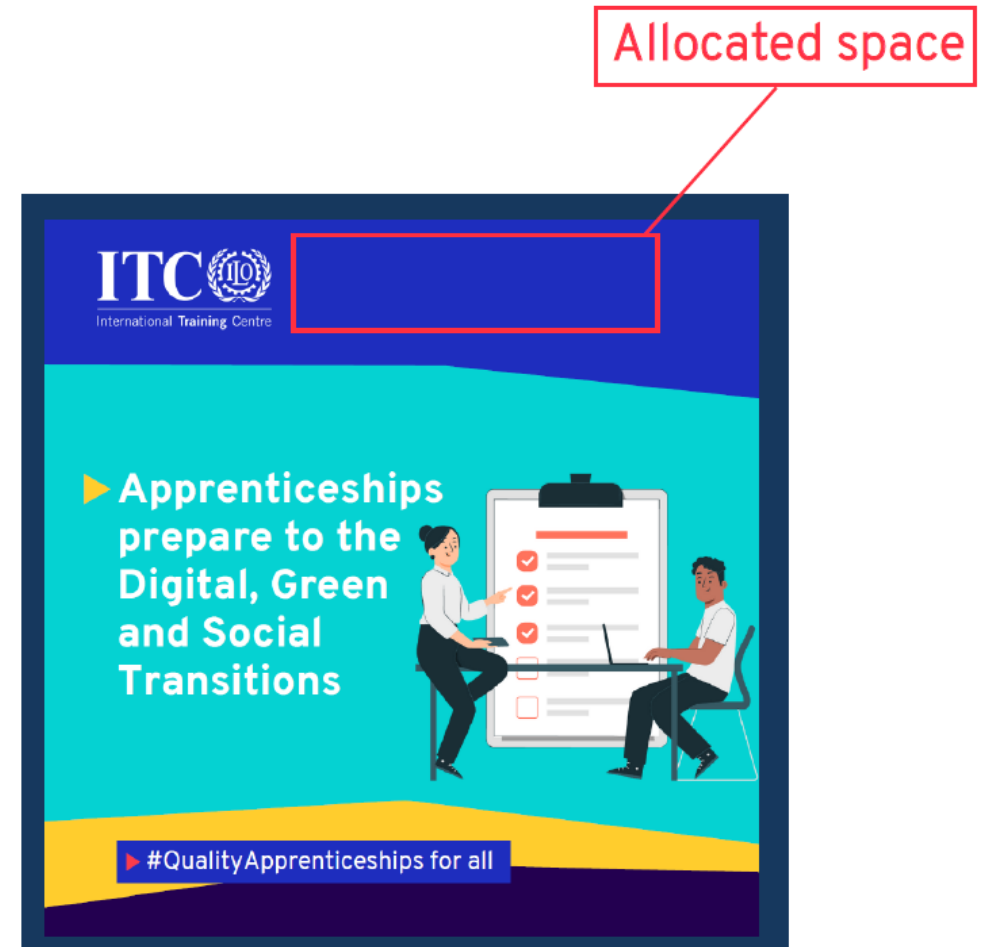 Allocated space
ITC ILO
International Training Centre
Apprenticeships
prepare to the
Digital, Green
and Social
Transitions
#QualityApprenticeships for all